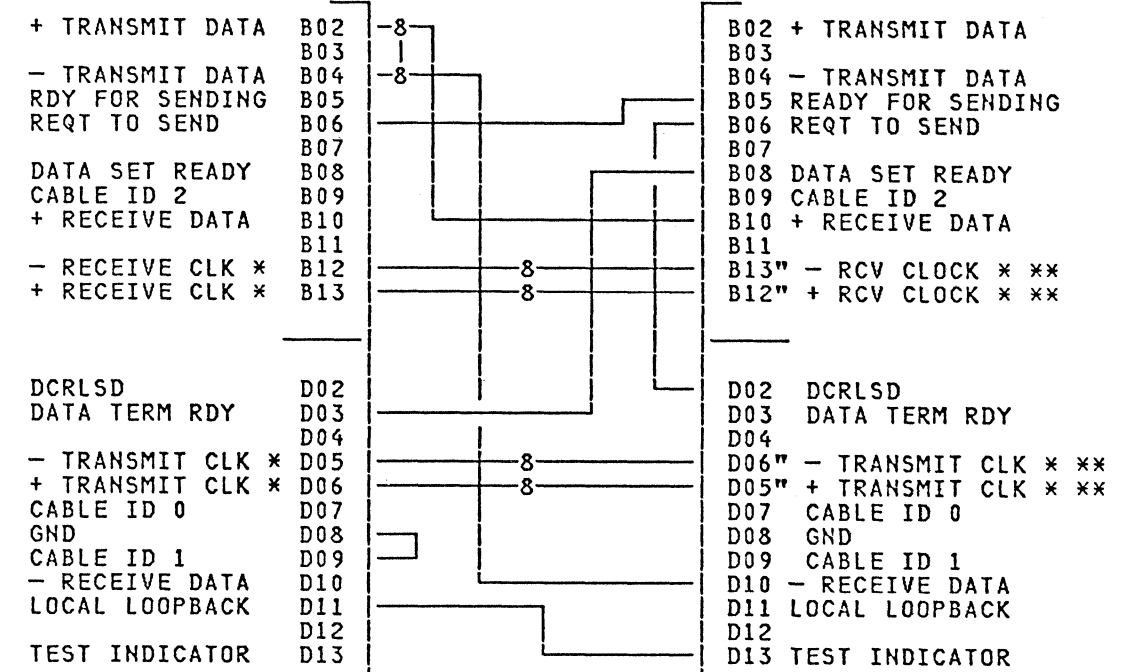 + TRANSMIT DATA B02 8 B02 + TRANSMIT DATA
B03 B03
- TRANSMIT DATA B04 8 B04 - TRANSMIT DATA
RDY FOR SENDING B05 B05 READY FOR SENDING
REQT TO SEND B06 B06 REQT TO SEND
B07 B07
DATA SET READY B08 B08 DATA SET READY
CABLE ID 2 B09 B09 CABLE ID 2
+ RECEIVE DATA B10 B10 + RECEIVE DATA
B11 B11
- RECEIVE CLK * B12 8 B13" - RCV CLOCK * **
+ RECEIVE CLK * B13 8 B12" + RCV CLOCK * **
DCRLSD D02 D02 DCRLSD
DATA TERM RDY D03 D03 DATA TERM RDY
D04 D04
- TRANSMIT CLK * D05 8 D06" - TRANSMIT CLK * **
+ TRANSMIT CLK * D06 8 D05" + TRANSMIT CLK * **
CABLE ID 0 D07 D07 CABLE ID 0
GND D08 D08 GND
CABLE ID 1 D09 D09 CABLE ID 1
- RECEIVE DATA D10 D10 - RECEIVE DATA
LOCAL LOOPBACK D11 D11 LOCAL LOOPBACK
D12 D12
TEST INDICATOR D13 D13 TEST INDICATOR